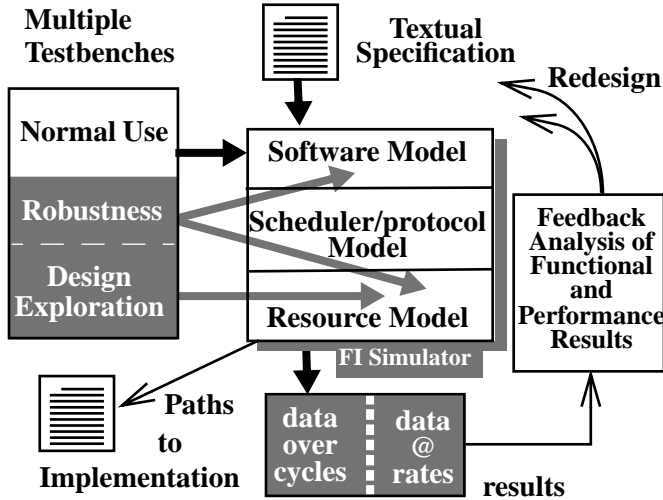 Multiple
Testbenches
Textual
Specification
Redesign
Normal Use
Robustness
Design
Exploration
Software Model
Scheduler/protocol
Model
Resource Model
FI Simulator
Feedback
Analysis of
Functional
and
Performance
Results
Paths
to
Implementation
data
over
cycles
data
@
rates
results